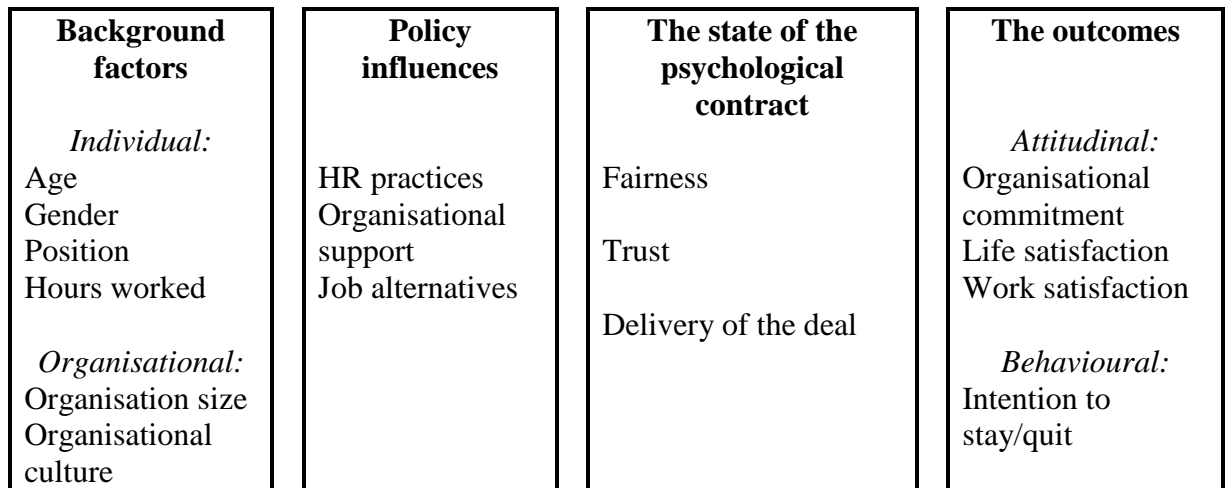 Background
factors
Individual:
Age
Gender
Position
Hours worked
Organisational:
Organisation size
Organisational
culture
Policy
influences
HR practices
Organisational
support
Job alternatives
The state of the
psychological
contract
Fairness
Trust
Delivery of the deal
The outcomes
Attitudinal:
Organisational
commitment
Life satisfaction
Work satisfaction
Behavioural:
Intention to
stay/quit